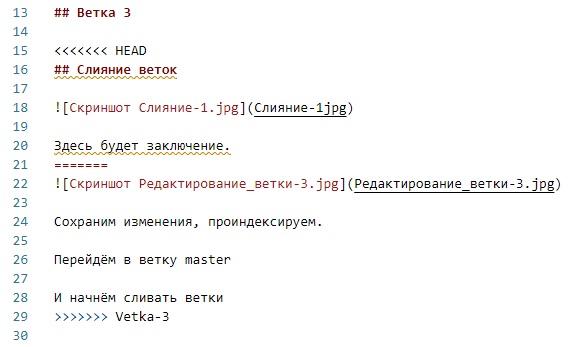 13 ## Ветка 3
14
15 <<<<<<< HEAD
16 ## Слияние веток
17
18 ![Скриншот Слияние-1.jpg](Слияние-1jpg)
19
20 Здесь будет заключение.
21 =======
22 ![Скриншот Редактирование_ветки-3.jpg](Редактирование_ветки-3.jpg)
23
24 Сохраним изменения, проиндексируем.
25
26 Перейдём в ветку master
27
28 И начнём сливать ветки
29 >>>>>>> Vetka-3
30